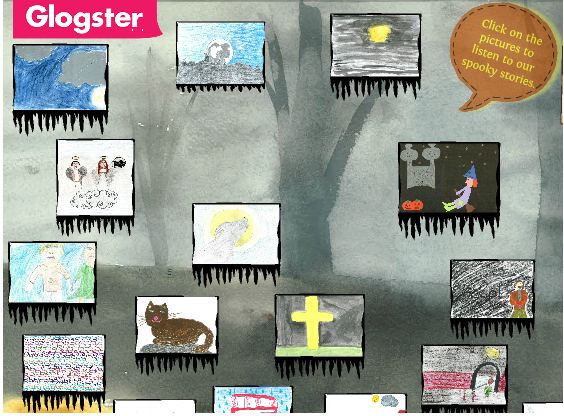 Glogster
Click on the
pictures to
listen to our
spooky stories.